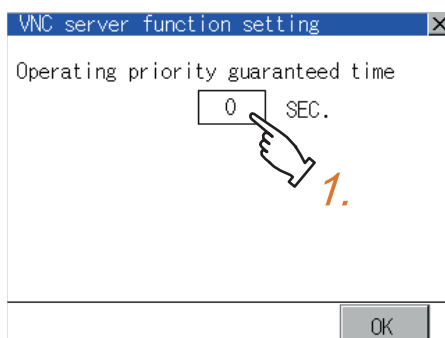 VNC server function setting ×
Operating priority guaranteed time
0 SEC.
1.
OK